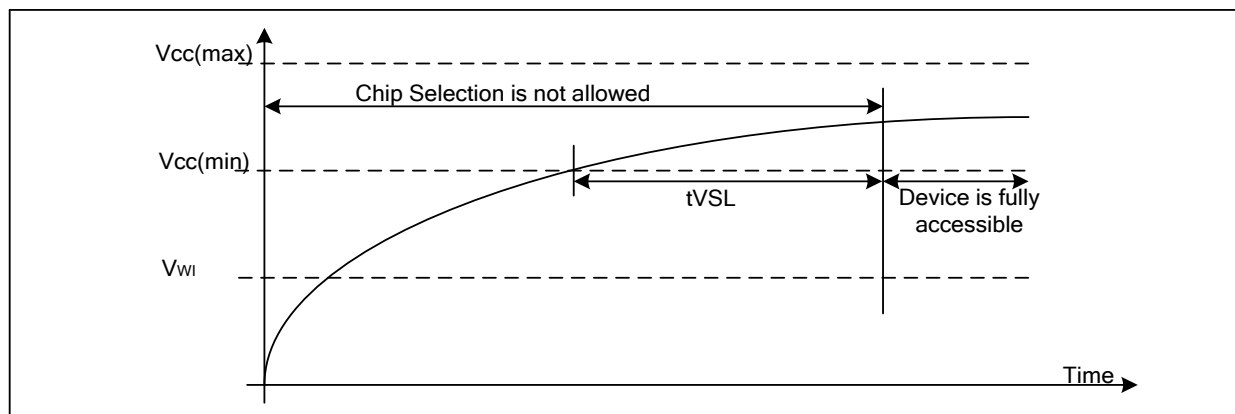 Vcc(max)
Chip Selection is not allowed
Vcc(min)
tVSL
Device is fully
accessible
VWI
Time